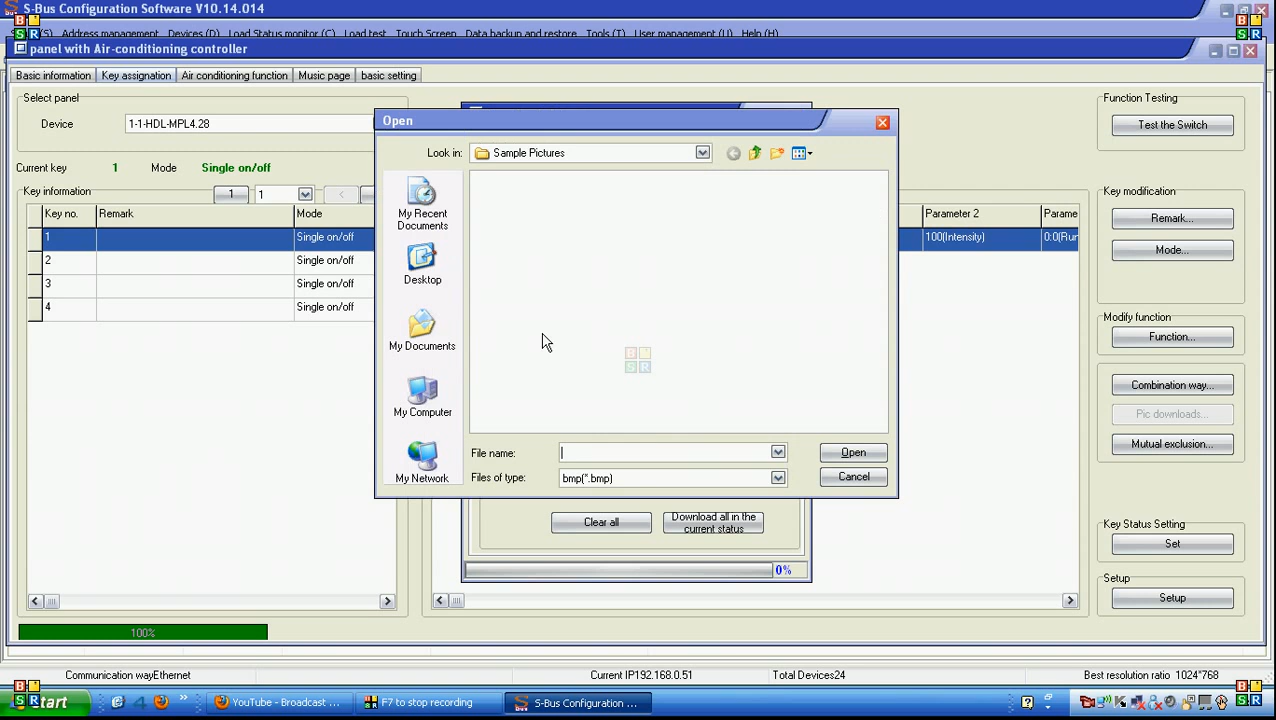 S-Bus Configuration Software V10.14.014
Address management Devices (D) Load Status monitor (C) Load test Touch Screen Data backup and restore Tools (T) User management (U) Help (H)
panel with Air-conditioning controller
Basic information Key assignation Air conditioning function Music page basic setting
Select panel
Device 1-1-HDL-MPL4.28
Current key 1 Mode Single on/off
Key information 1 1 <
Key no. Remark Mode
1 Single on/off
2 Single on/off
3 Single on/off
4 Single on/off
100%
Open
Look in: Sample Pictures
My Recent
Documents
Desktop
My Documents
My Computer
My Network
File name:
Files of type: bmp(*.bmp)
Open
Cancel
Clear all
Download all in the
current status
0%
Parameter 2 Parame
100(Intensity) 0:0(Run
Function Testing
Test the Switch
Key modification
Remark...
Mode...
Modify function
Function...
Combination way...
Pic downloads...
Mutual exclusion...
Key Status Setting
Set
Setup
Setup
Communication wayEthernet Current IP192.168.0.51 Total Devices24 Best resolution ratio 1024*768
Start YouTube - Broadcast ... F7 to stop recording S-Bus Configuration ...